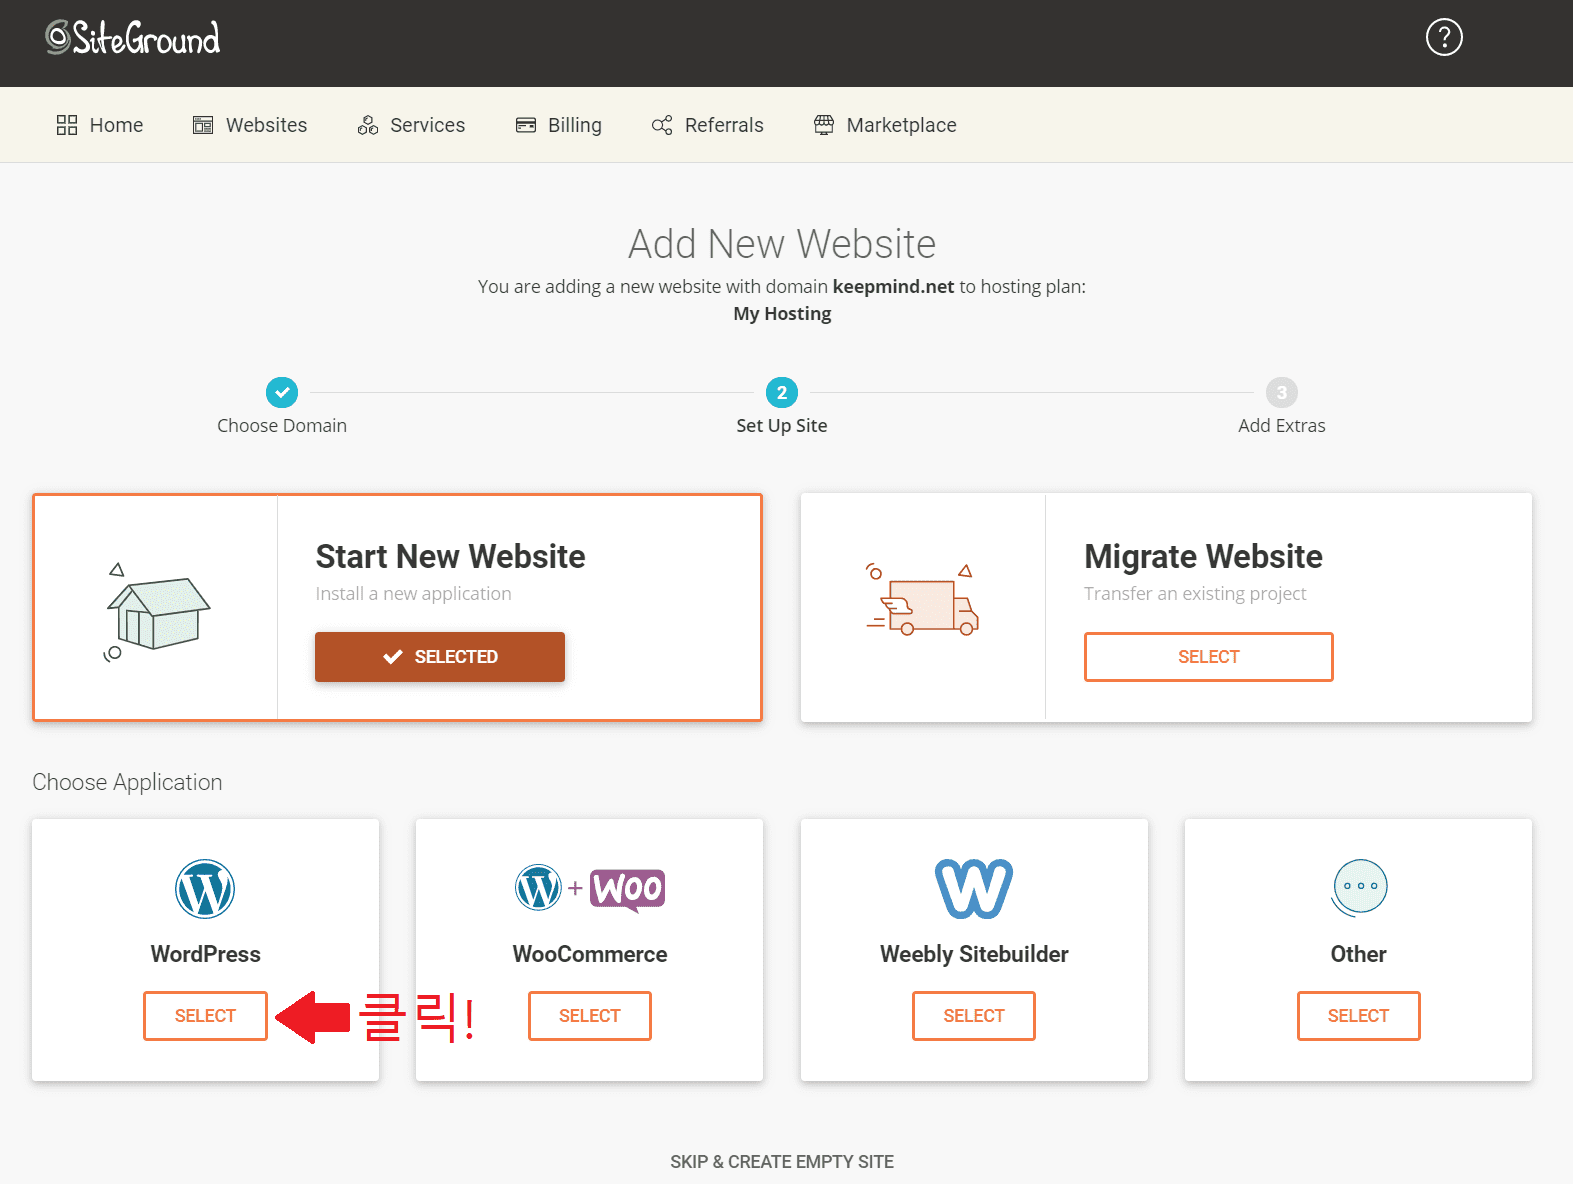 SiteGround
?
Home Websites Services Billing Referrals Marketplace
Add New Website
You are adding a new website with domain keepmind.net to hosting plan:
My Hosting
2 3
Choose Domain Set Up Site Add Extras
Start New Website
Install a new application
SELECTED
Migrate Website
Transfer an existing project
SELECT
Choose Application
W
WordPress
SELECT
클릭!
W + WOO
WooCommerce
SELECT
W
Weebly Sitebuilder
SELECT
Other
SELECT
SKIP & CREATE EMPTY SITE